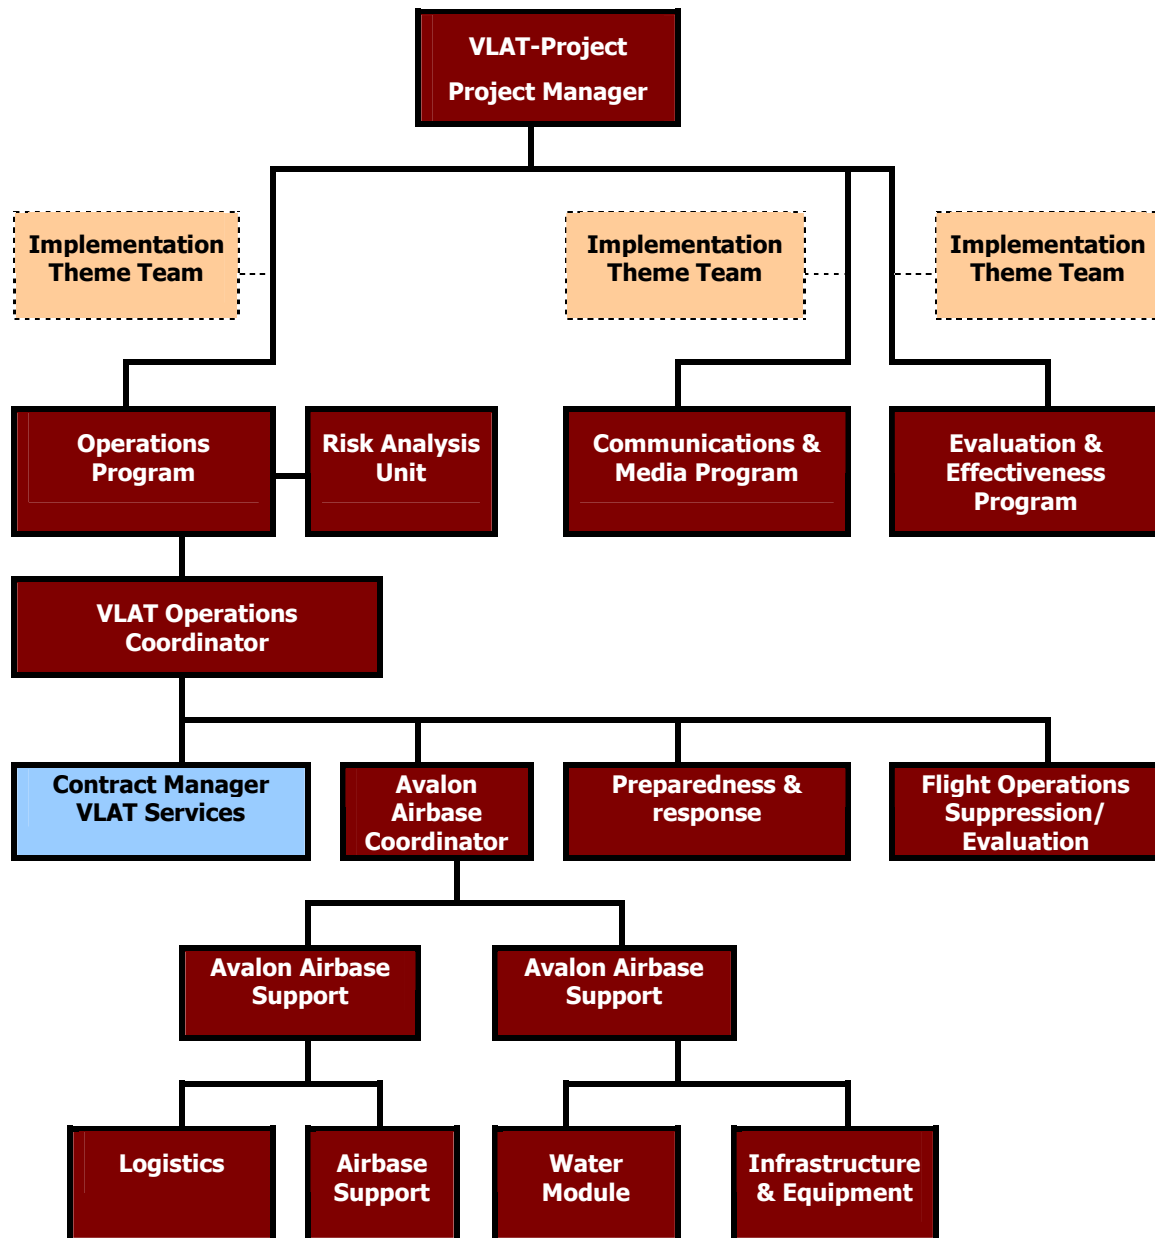 VLAT-Project
Project Manager
Implementation
Theme Team
Implementation
Theme Team
Implementation
Theme Team
Operations
Program
Risk Analysis
Unit
Communications &
Media Program
Evaluation &
Effectiveness
Program
VLAT Operations
Coordinator
Contract Manager
VLAT Services
Avalon
Airbase
Coordinator
Preparedness &
response
Flight Operations
Suppression/
Evaluation
Avalon Airbase
Support
Avalon Airbase
Support
Logistics
Airbase
Support
Water
Module
Infrastructure
& Equipment